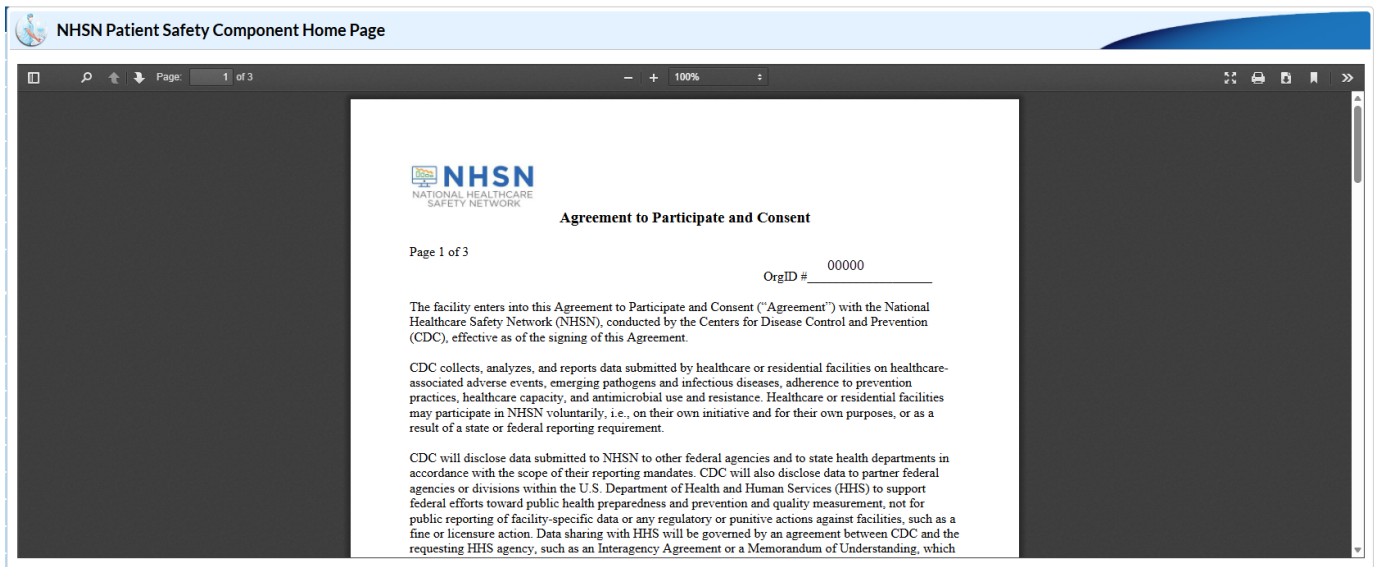 NHSN Patient Safety Component Home Page
Page: 1 of 3 100%
NHSN
NATIONAL HEALTHCARE
SAFETY NETWORK
Agreement to Participate and Consent
Page 1 of 3
00000
OrgID #
The facility enters into this Agreement to Participate and Consent (“Agreement”) with the National
Healthcare Safety Network (NHSN), conducted by the Centers for Disease Control and Prevention
(CDC), effective as of the signing of this Agreement.
CDC collects, analyzes, and reports data submitted by healthcare or residential facilities on healthcare-
associated adverse events, emerging pathogens and infectious diseases, adherence to prevention
practices, healthcare capacity, and antimicrobial use and resistance. Healthcare or residential facilities
may participate in NHSN voluntarily, i.e., on their own initiative and for their own purposes, or as a
result of a state or federal reporting requirement.
CDC will disclose data submitted to NHSN to other federal agencies and to state health departments in
accordance with the scope of their reporting mandates. CDC will also disclose data to partner federal
agencies or divisions within the U.S. Department of Health and Human Services (HHS) to support
federal efforts toward public health preparedness and prevention and quality measurement, not for
public reporting of facility-specific data or any regulatory or punitive actions against facilities, such as a
fine or licensure action. Data sharing with HHS will be governed by an agreement between CDC and the
requesting HHS agency, such as an Interagency Agreement or a Memorandum of Understanding, which